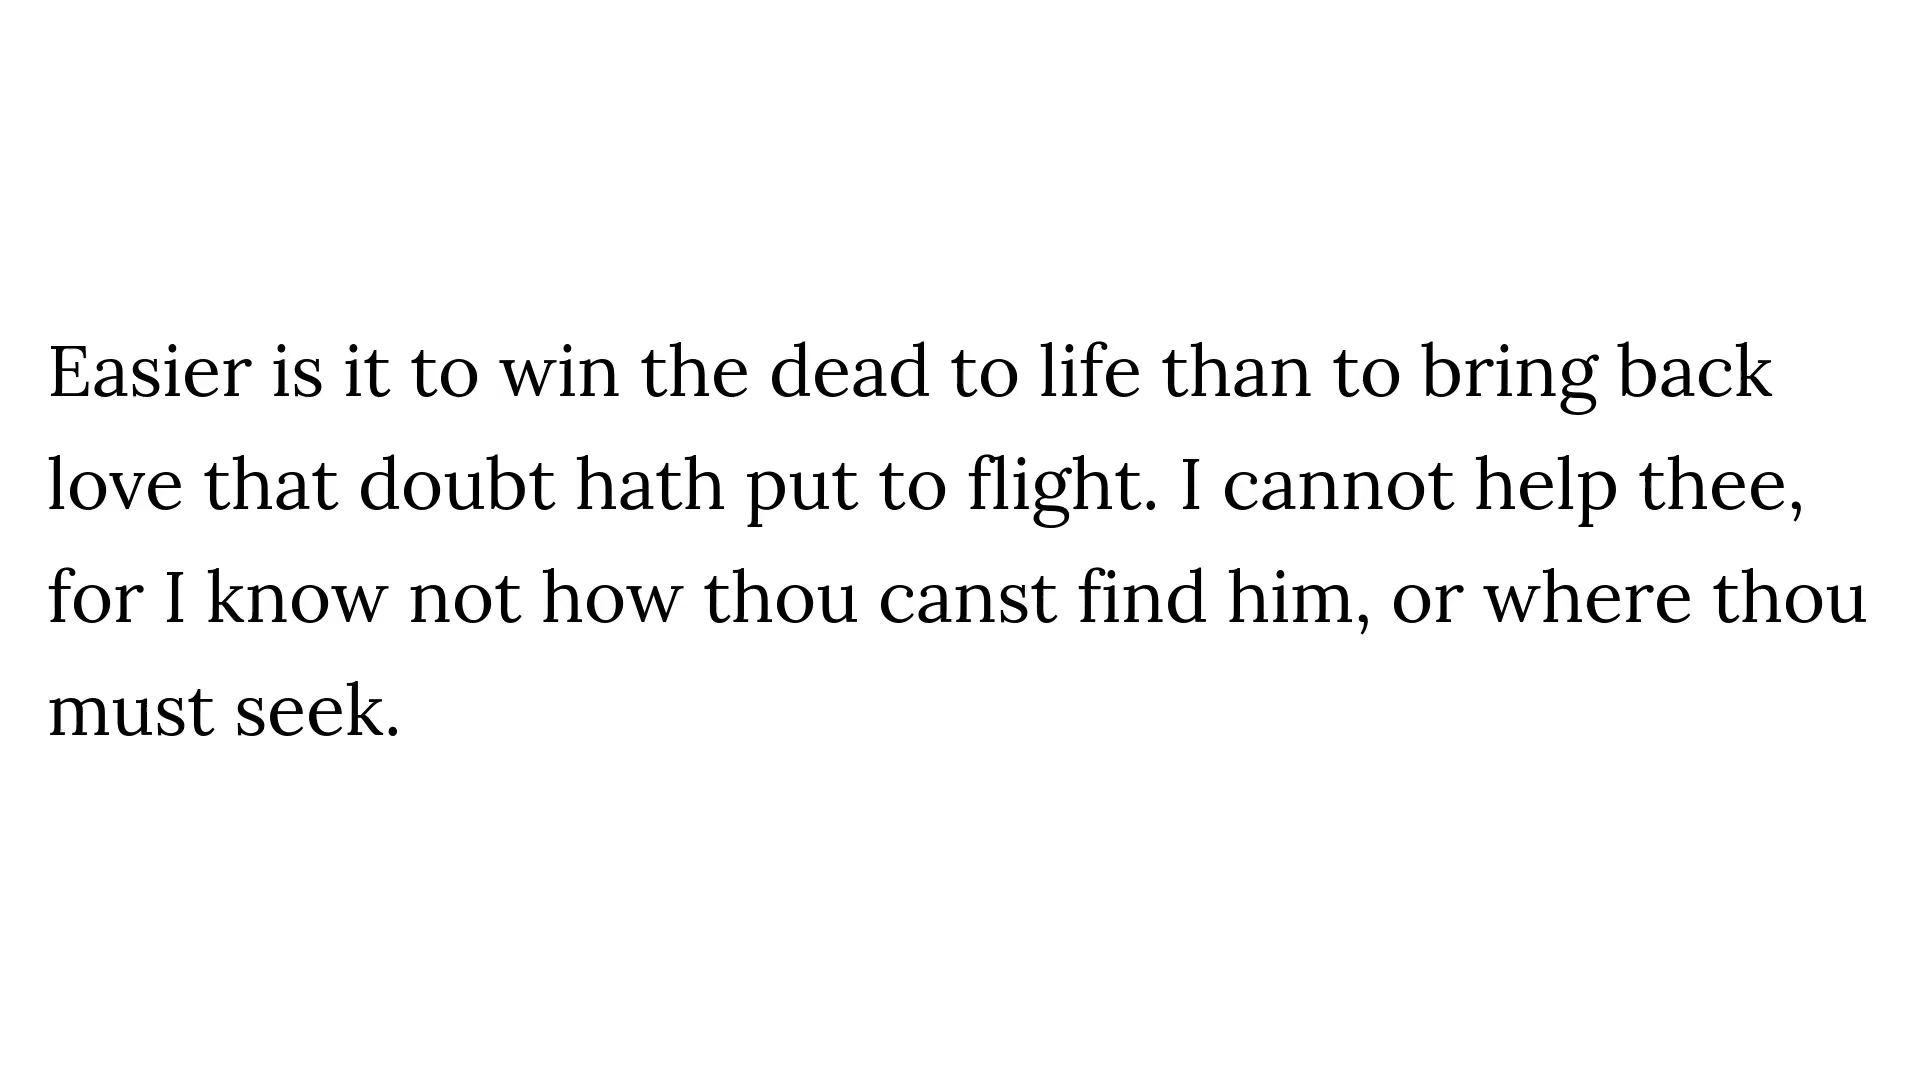 Easier is it to win the dead to life than to bring back
love that doubt hath put to flight. I cannot help thee,
for I know not how thou canst find him, or where thou
must seek.